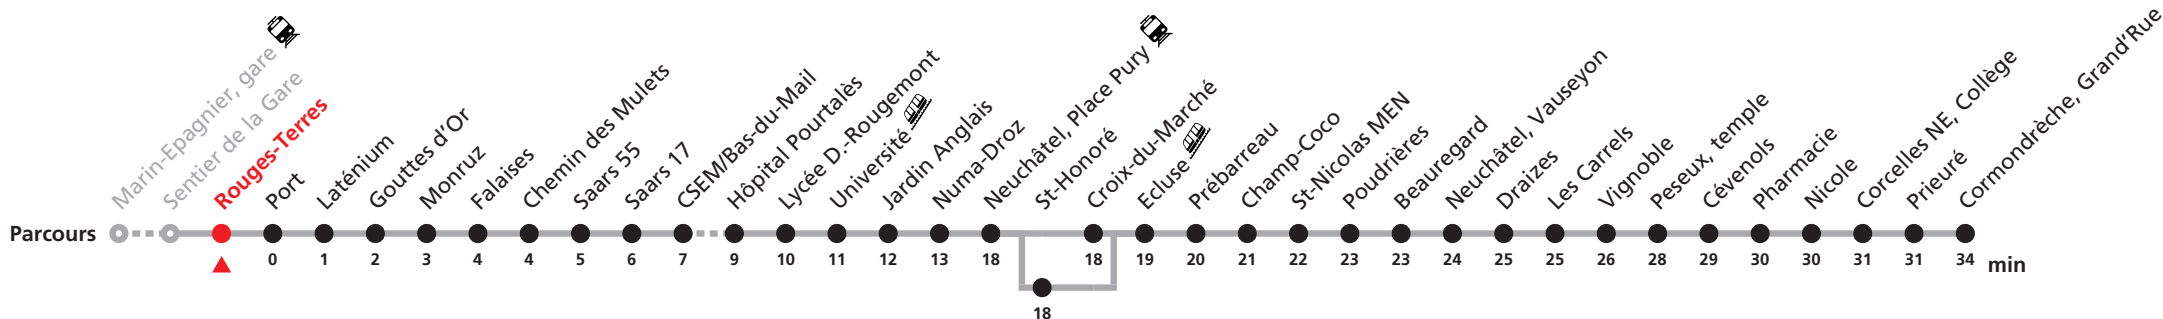 Marin-Epagnier, gare
Sentier de la Gare
Rouges-Terres
Port
Laténium
Gouttes d'Or
Monruz
Falaises
Chemin des Mulets
Saars 55
Saars 17
CSEM/Bas-du-Mail
Hôpital Pourtalès
Lycée D.-Rougemont
Université
Jardin Anglais
Numa-Droz
Neuchâtel, Place Pury
St-Honoré
Croix-du-Marché
Ecluse
Prébarreau
Champ-Coco
St-Nicolas MEN
Poudrières
Beauregard
Neuchâtel, Vauseyon
Draizes
Les Carrels
Vignoble
Peseux, temple
Cévenols
Pharmacie
Nicole
Corcelles NE, Collège
Prieuré
Cormondrèche, Grand'Rue
Parcours
0 1 2 3 4 4 5 6 7 9 10 11 12 13 18 18 19 20 21 22 23 23 24 25 25 26 28 29 30 30 31 31 34 min
18